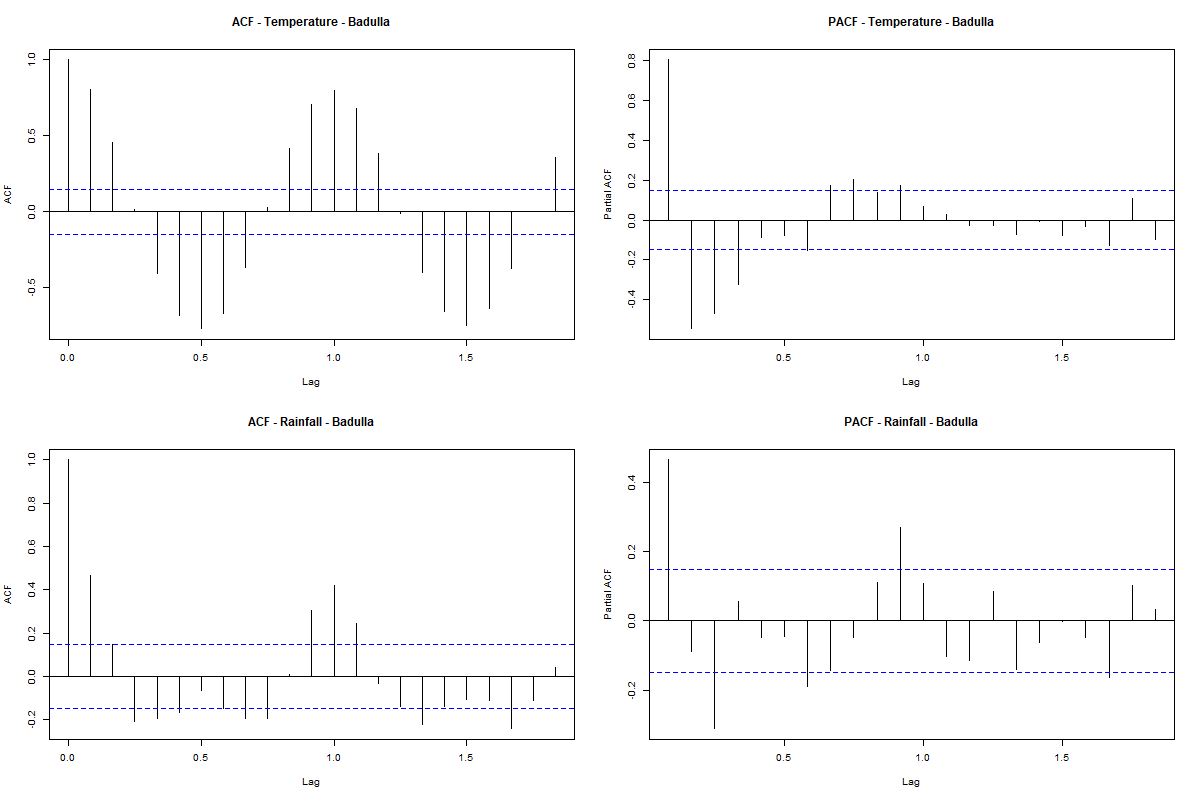 ACF - Temperature - Badulla
PACF - Temperature - Badulla
ACF
1.0
0.5
0.0
-0.5
0.0 0.5 1.0 1.5
Lag
Partial ACF
0.8
0.6
0.4
0.2
0.0
-0.2
-0.4
0.5 1.0 1.5
Lag
ACF - Rainfall - Badulla
PACF - Rainfall - Badulla
ACF
1.0
0.8
0.6
0.4
0.2
0.0
-0.2
0.0 0.5 1.0 1.5
Lag
Partial ACF
0.4
0.2
0.0
-0.2
0.5 1.0 1.5
Lag